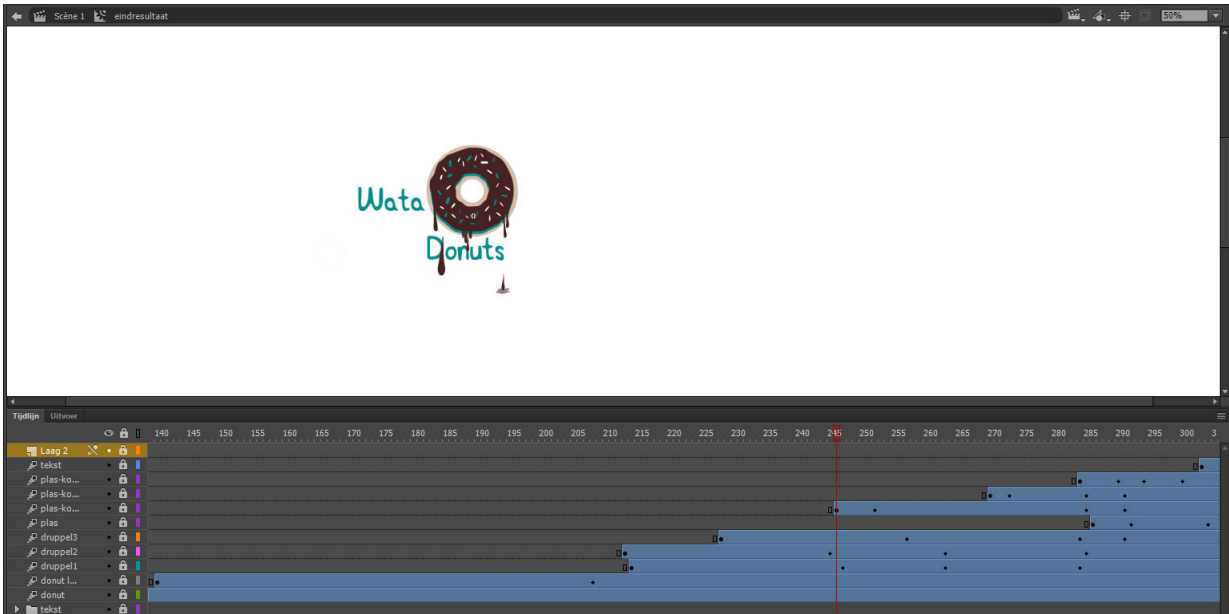 Scène 1 eindresultaat 50%
Wata
Donuts
Tijdlijn Uitvoer
140 145 150 155 160 165 170 175 180 185 190 195 200 205 210 215 220 225 230 235 240 245 250 255 260 265 270 275 280 285 290 295 300 3
Laag 2
tekst
plas-ko...
plas-ko...
plas-ko...
plas
druppel3
druppel2
druppel1
donut l...
donut
tekst